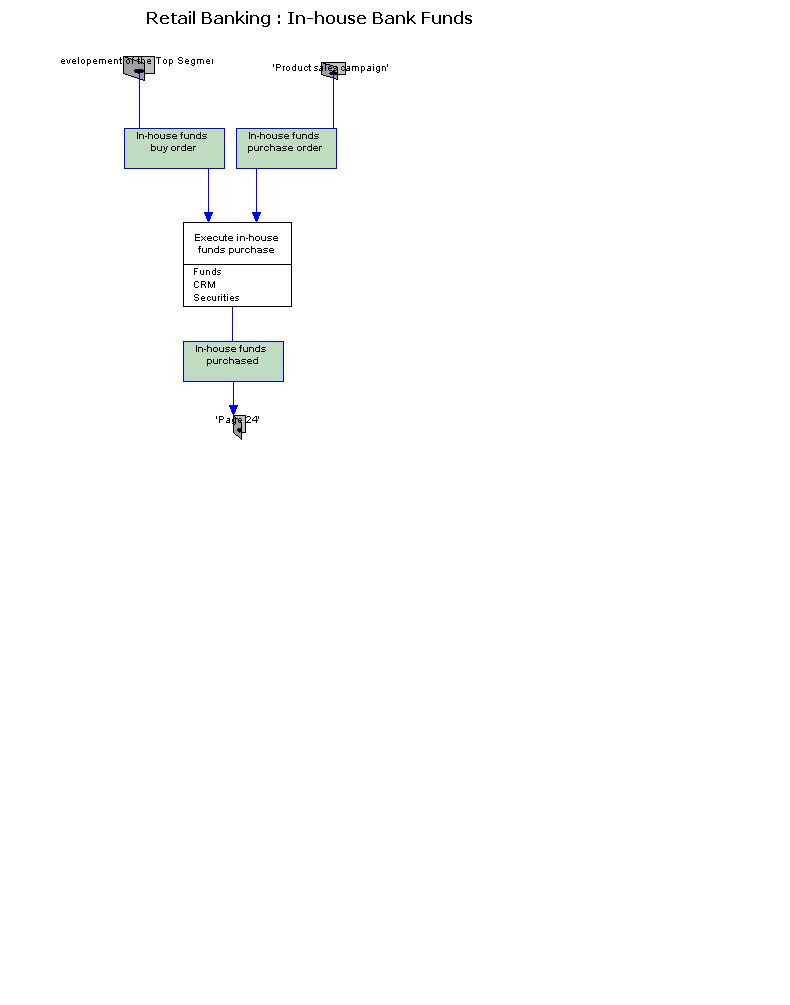 Retail Banking : In-house Bank Funds
evelopement of the Top Segmer
'Product sales campaign'
In-house funds
buy order
In-house funds
purchase order
Execute in-house
funds purchase
Funds
CRM
Securities
In-house funds
purchased
'Page 24'